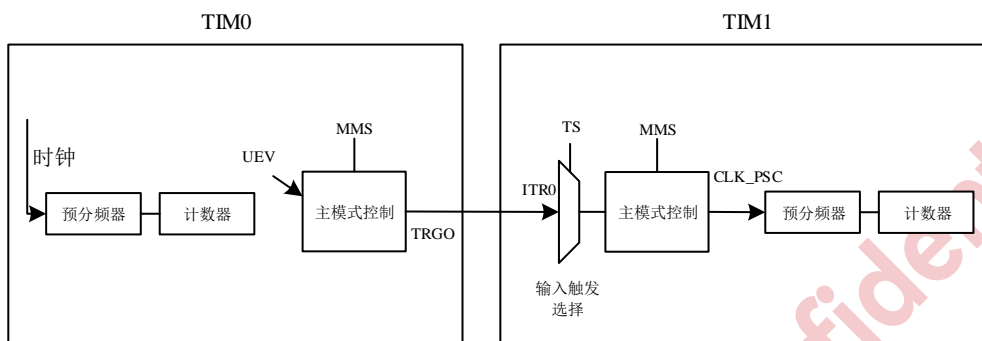 TIM0
TIM1
时钟
预分频器
计数器
UEV
MMS
主模式控制
TRGO
ITR0
TS
输入触发
选择
MMS
主模式控制
CLK_PSC
预分频器
计数器